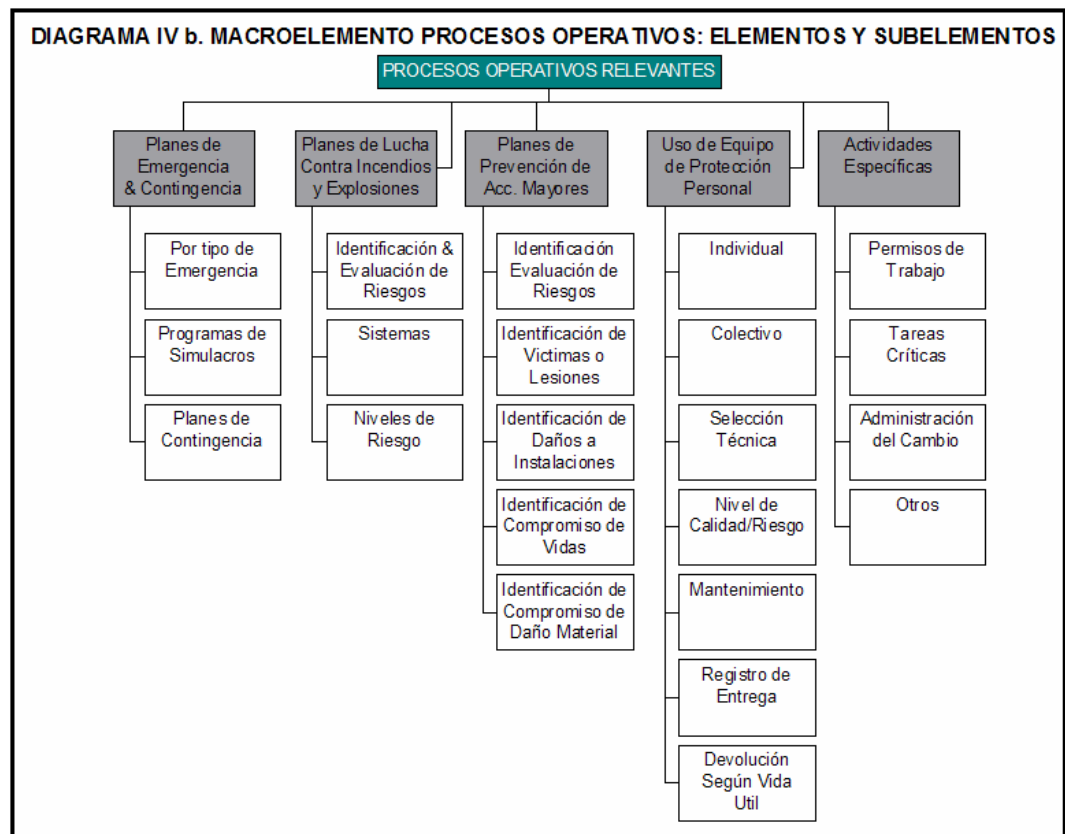 DIAGRAMA IV b. MACROELEMENTO PROCESOS OPERATIVOS: ELEMENTOS Y SUBELEMENTOS
PROCESOS OPERATIVOS RELEVANTES
Planes de
Emergencia
& Contingencia
Por tipo de
Emergencia
Programas de
Simulacros
Planes de
Contingencia
Planes de Lucha
Contra Incendios
y Explosiones
Identificación &
Evaluación de
Riesgos
Sistemas
Niveles de
Riesgo
Planes de
Prevención de
Acc. Mayores
Identificación
Evaluación de
Riesgos
Identificación de
Victimas o
Lesiones
Identificación de
Daños a
Instalaciones
Identificación de
Compromiso de
Vidas
Identificación de
Compromiso de
Daño Material
Uso de Equipo
de Protección
Personal
Individual
Colectivo
Selección
Técnica
Nivel de
Calidad/Riesgo
Mantenimiento
Registro de
Entrega
Devolución
Según Vida
Util
Actividades
Específicas
Permisos de
Trabajo
Tareas
Críticas
Administración
del Cambio
Otros